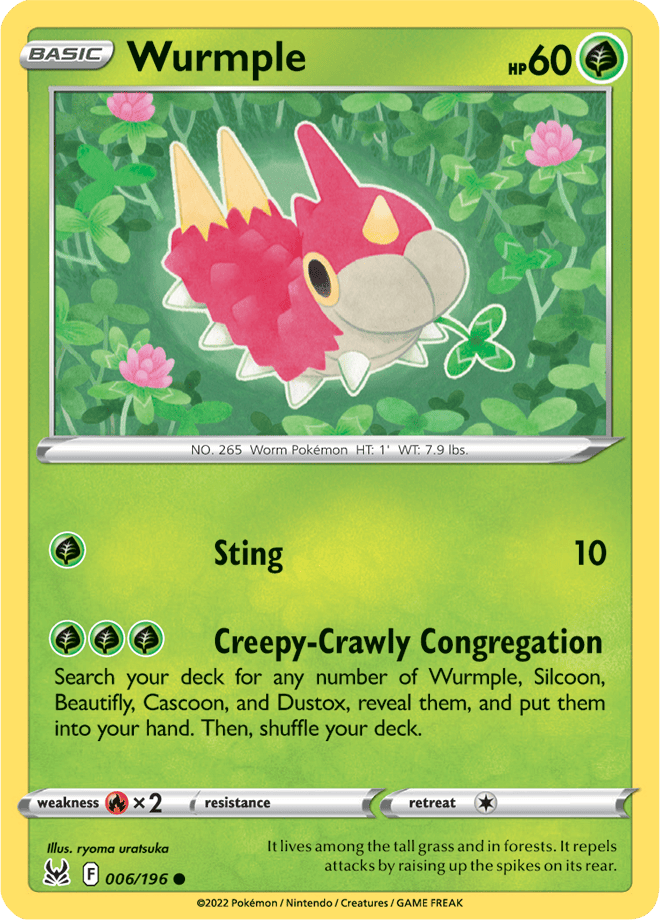 BASIC Wurmple HP60
NO. 265 Worm Pokémon HT: 1' WT: 7.9 lbs.
Sting 10
Creepy-Crawly Congregation
Search your deck for any number of Wurmple, Silcoon,
Beautifly, Cascoon, and Dustox, reveal them, and put them
into your hand. Then, shuffle your deck.
weakness ×2 resistance retreat
Illus. ryoma uratsuka
It lives among the tall grass and in forests. It repels
attacks by raising up the spikes on its rear.
F 006/196
©2022 Pokémon / Nintendo / Creatures / GAME FREAK